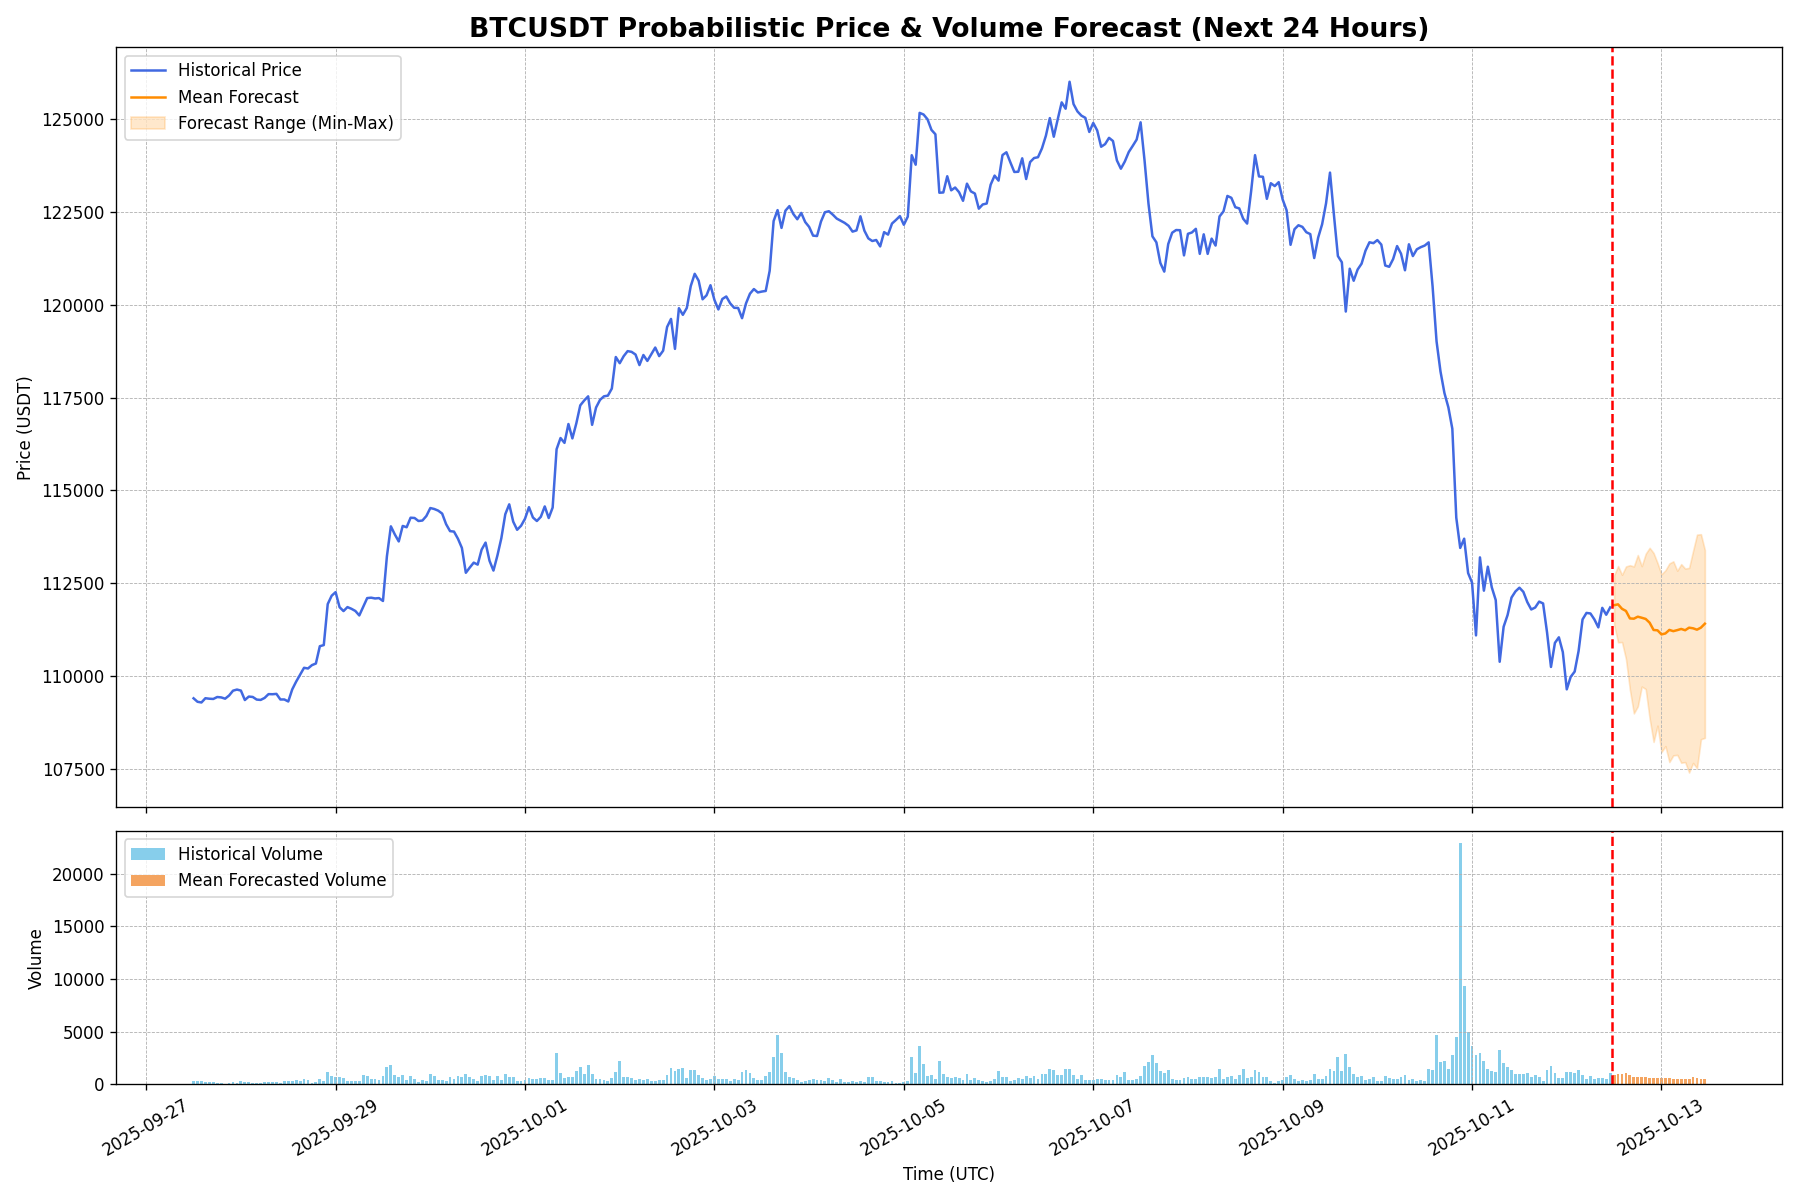 BTCUSDT Probabilistic Price & Volume Forecast (Next 24 Hours)
Historical Price
Mean Forecast
Forecast Range (Min-Max)
125000
122500
120000
117500
115000
112500
110000
107500
Price (USDT)
Historical Volume
Mean Forecasted Volume
20000
15000
10000
5000
0
Volume
2025-09-27
2025-09-29
2025-10-01
2025-10-03
2025-10-05
2025-10-07
2025-10-09
2025-10-11
2025-10-13
Time (UTC)